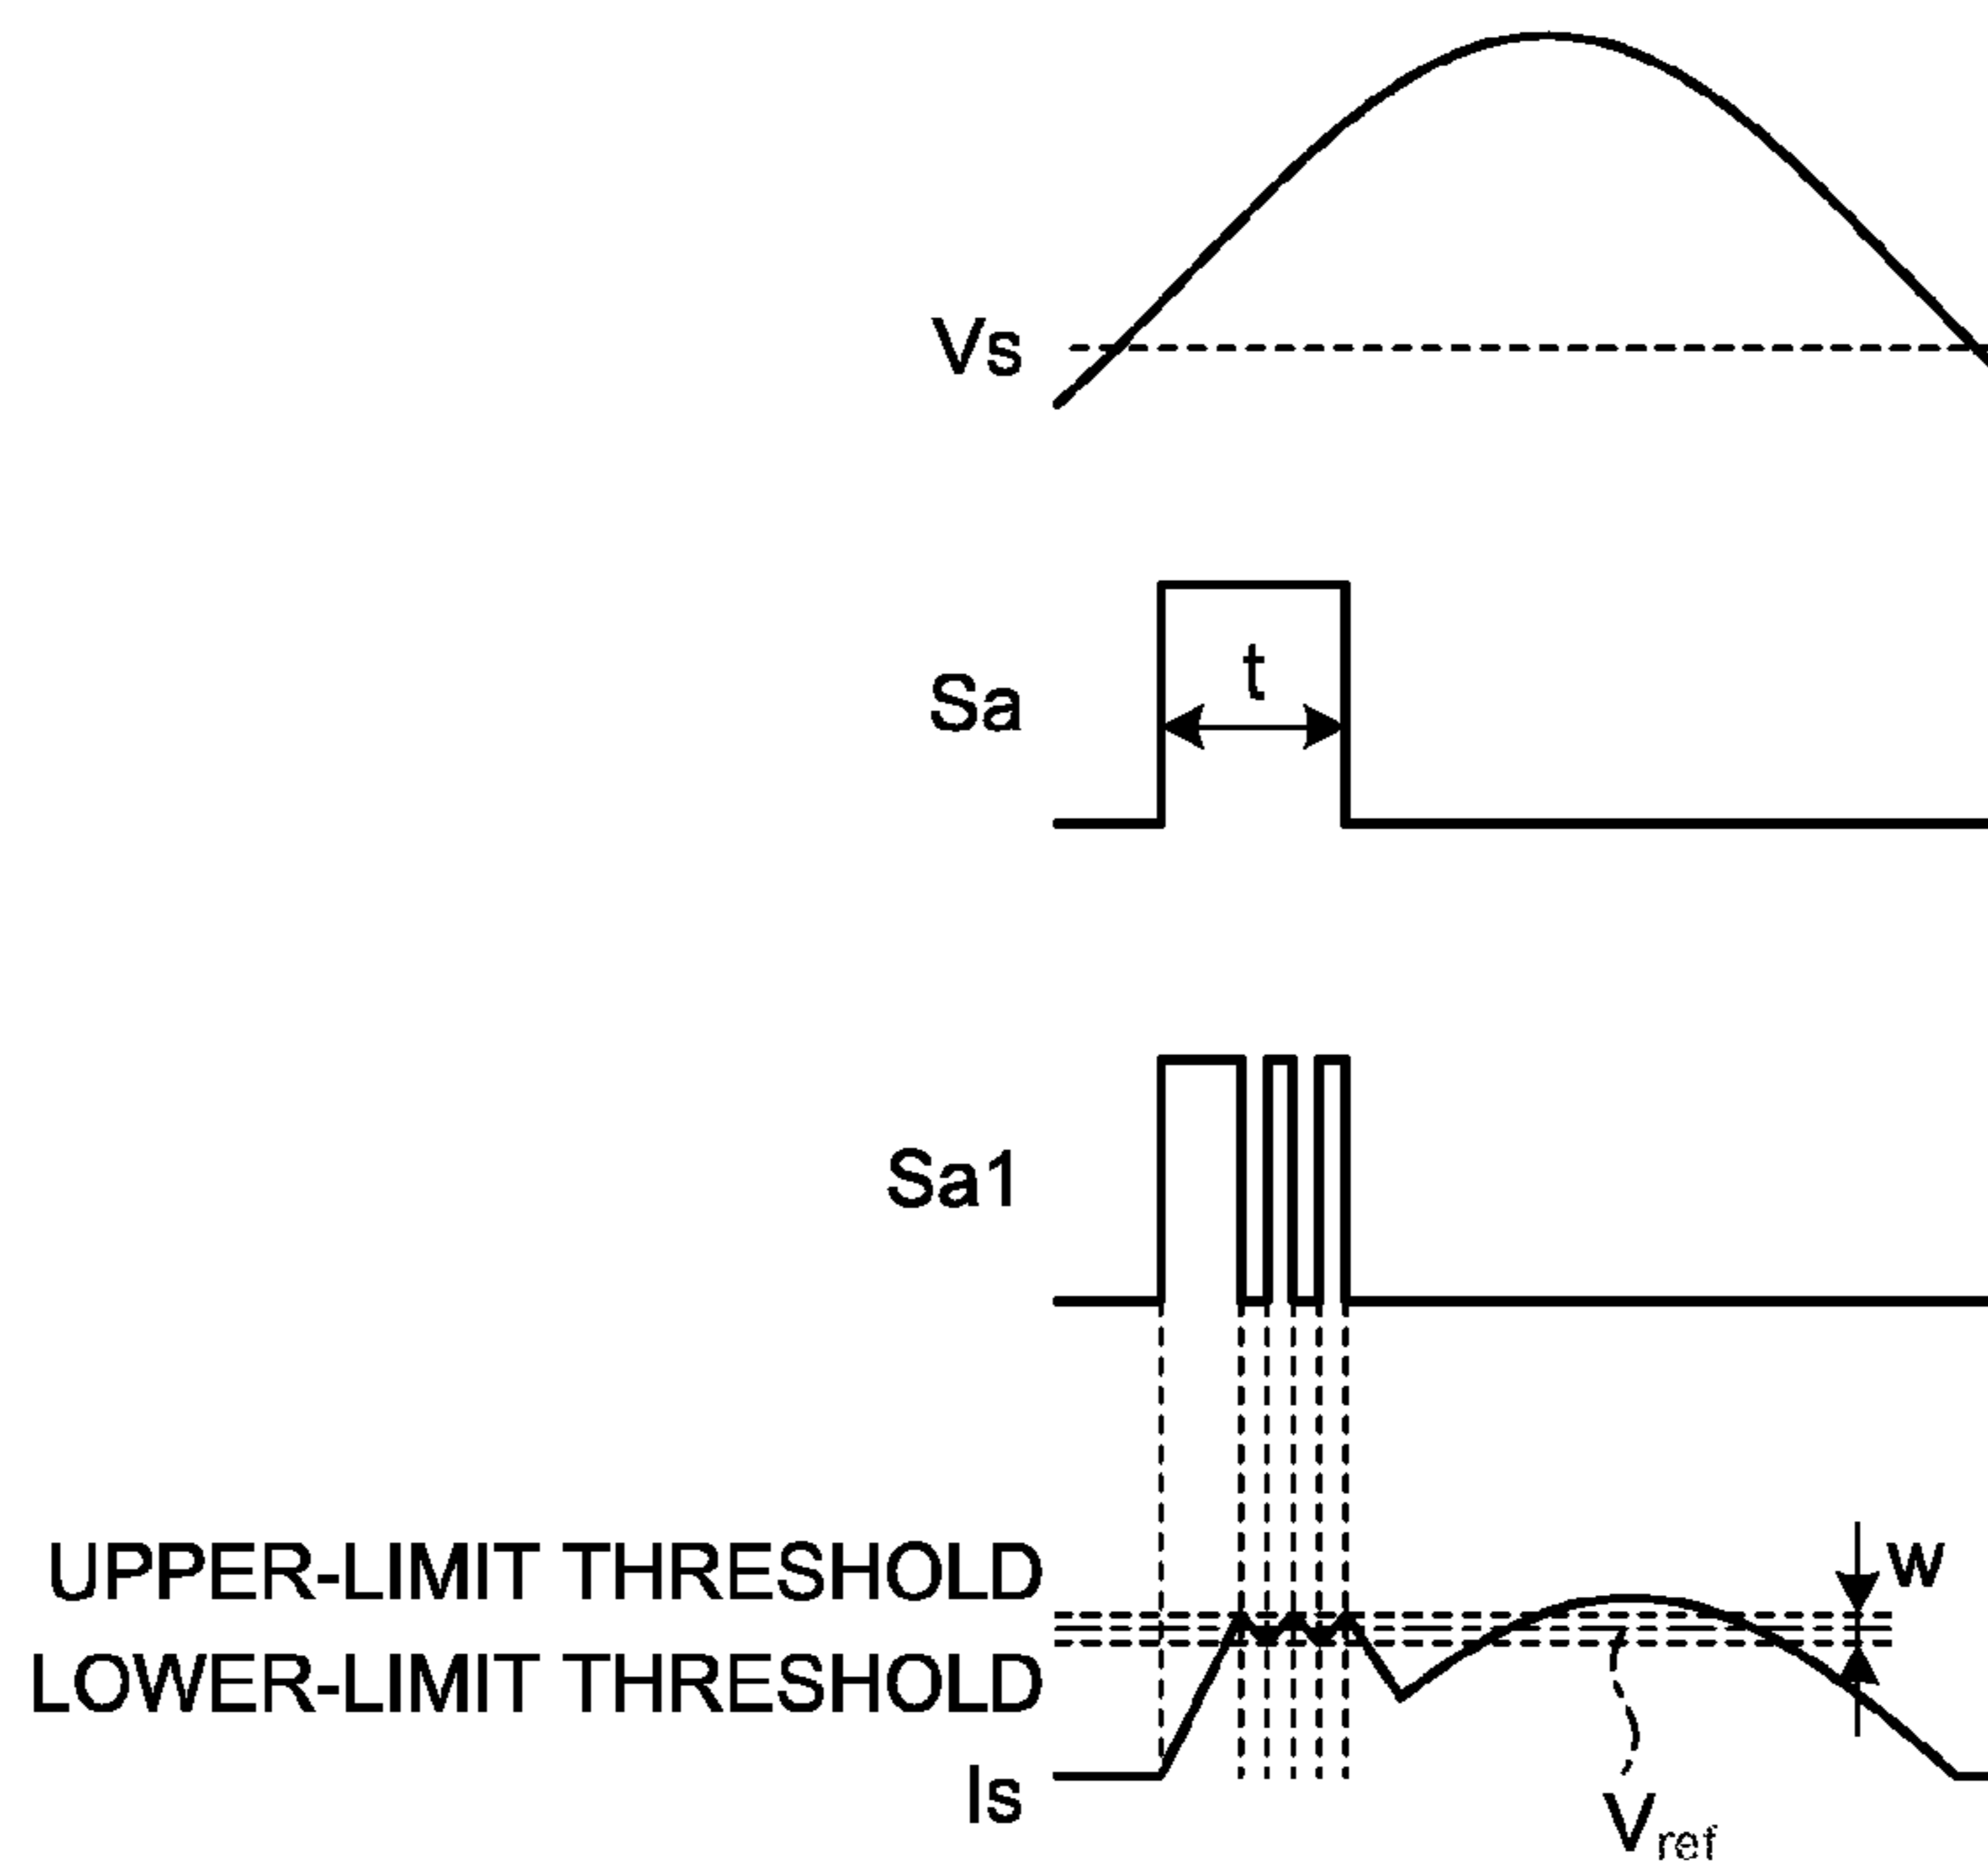 Vs
Sa
t
Sa1
UPPER-LIMIT THRESHOLD
w
LOWER-LIMIT THRESHOLD
Is
Vref